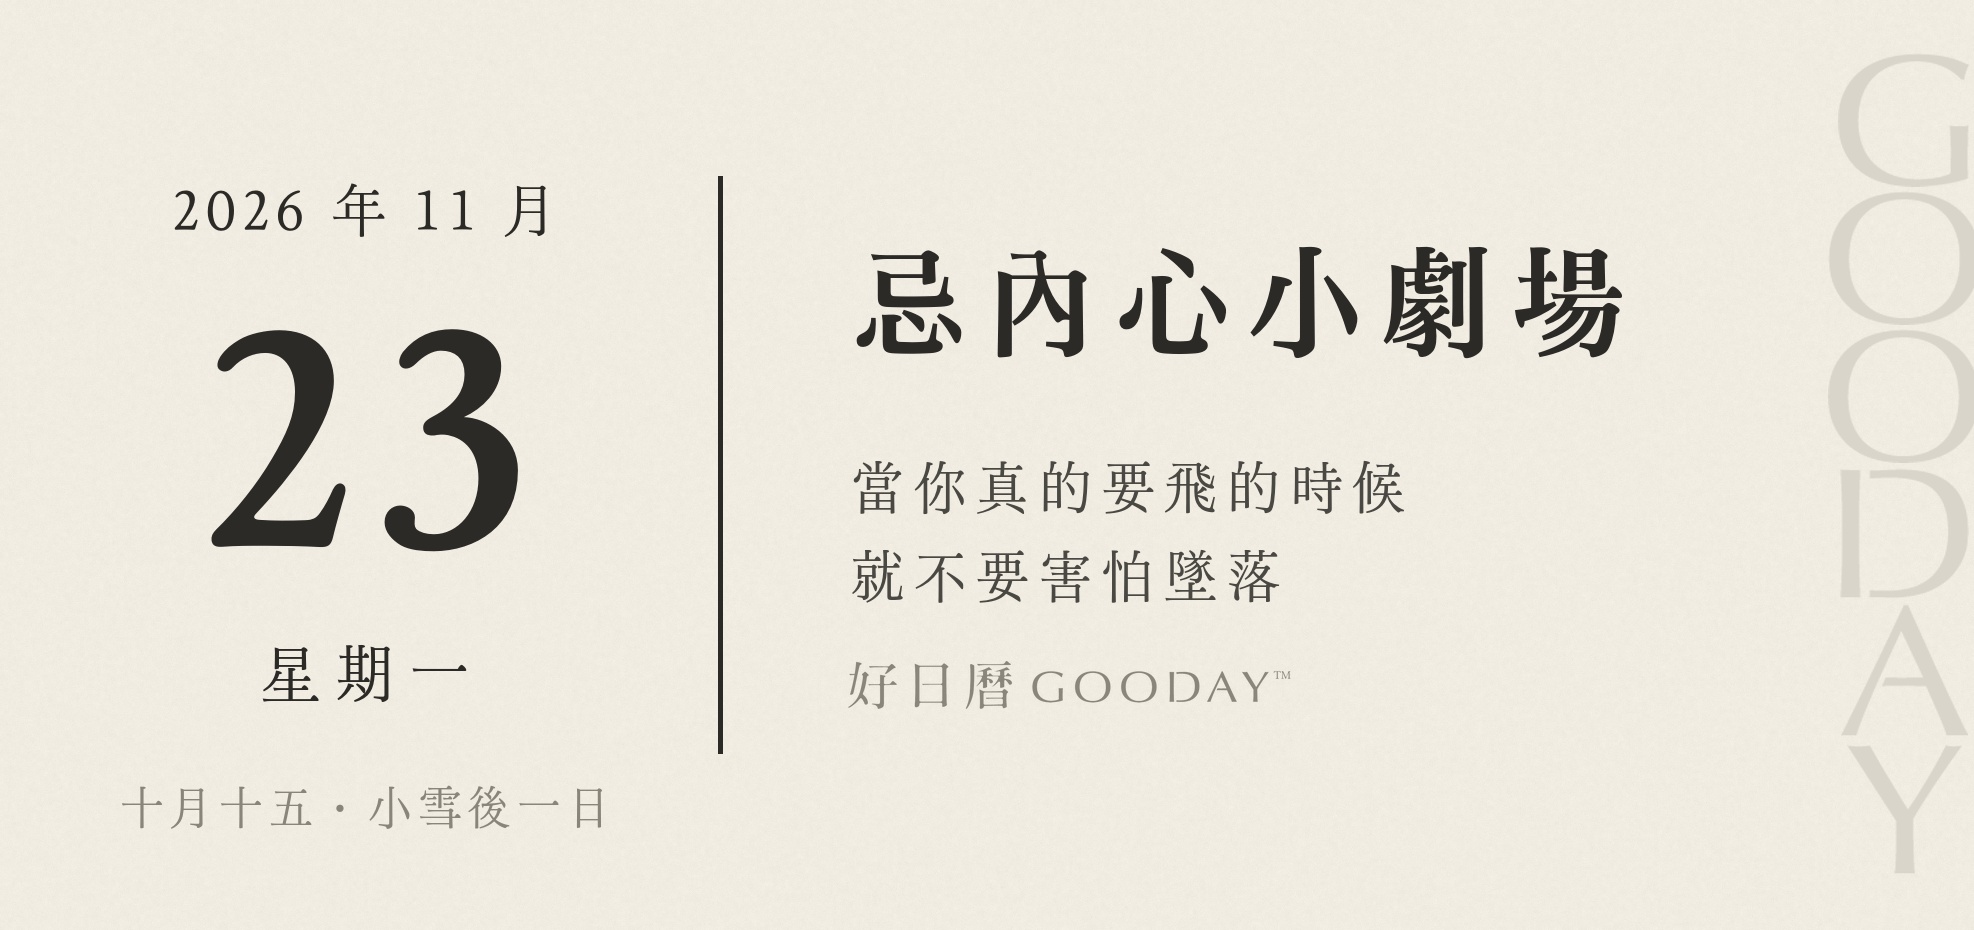 2026 年 11 月
23
星期一
十月十五・小雪後一日
忌內心小劇場
當你真的要飛的時候
就不要害怕墜落
好日曆 GOODAY™
GOODAY